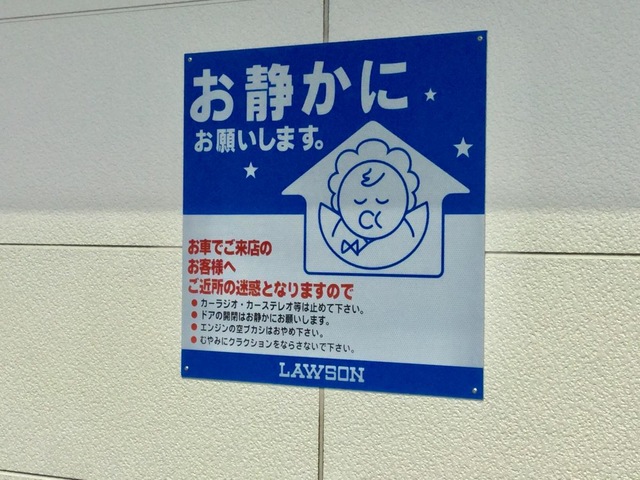 お静かに
お願いします。
お車でご来店の
お客様へ
ご近所の迷惑となりますので
●カーラジオ・カーステレオ等は止めて下さい。
●ドアの開閉はお静かにお願いします。
●エンジンの空ブカシはおやめ下さい。
●むやみにクラクションをならさないで下さい。
LAWSON